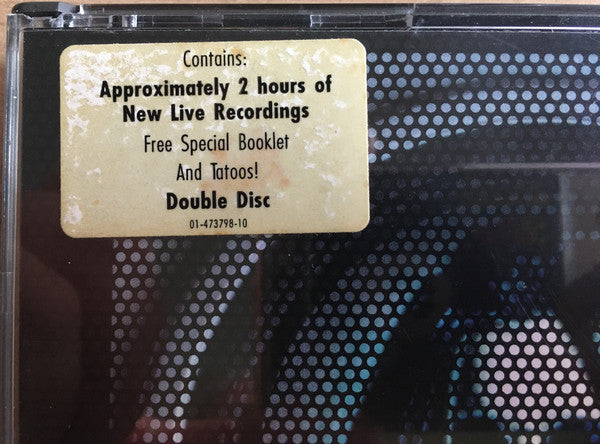 Contains:
Approximately 2 hours of
New Live Recordings
Free Special Booklet
And Tatoos!
Double Disc
01-473798-10